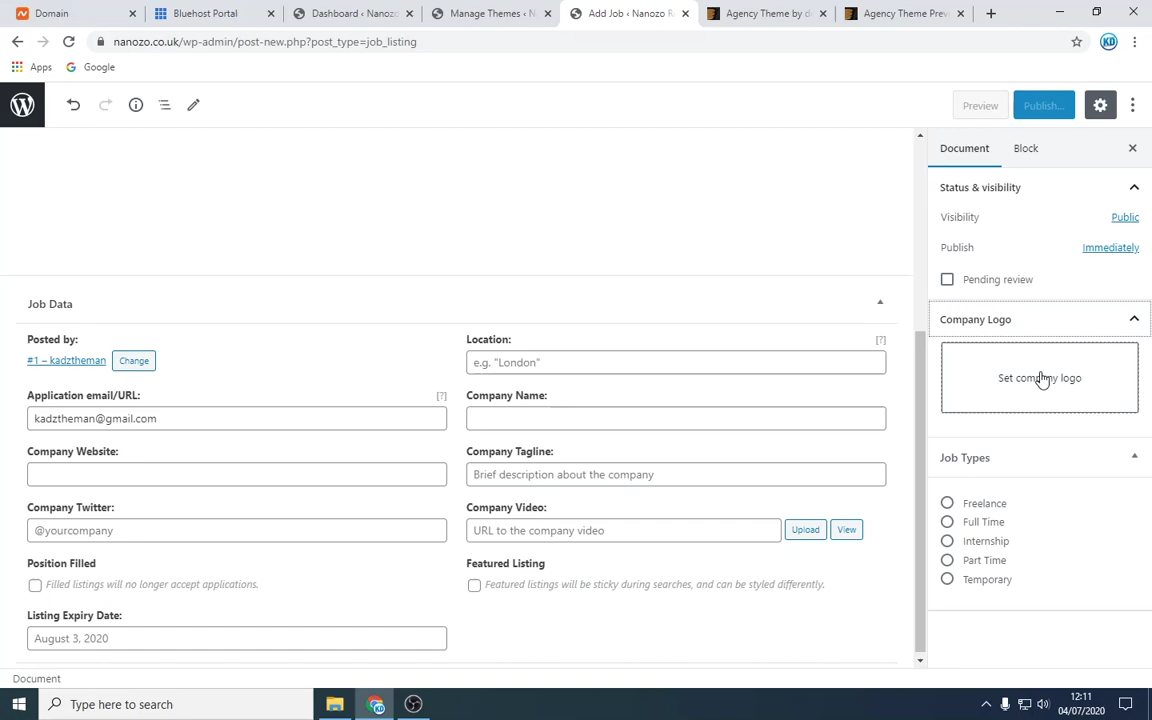 Domain
Bluehost Portal
Dashboard ‹ Nanozo
Manage Themes ‹ N
Add Job ‹ Nanozo R
Agency Theme by d
Agency Theme Prev
nanozo.co.uk/wp-admin/post-new.php?post_type=job_listing
KD
Apps
Google
Preview
Publish...
Document
Block
Status & visibility
Visibility
Public
Publish
Immediately
Pending review
Company Logo
Set company logo
Job Types
Freelance
Full Time
Internship
Part Time
Temporary
Job Data
Posted by:
#1 – kadztheman
Change
Location:
[?]
e.g. "London"
Application email/URL:
[?]
kadztheman@gmail.com
Company Name:
Company Website:
Company Tagline:
Brief description about the company
Company Twitter:
@yourcompany
Company Video:
URL to the company video
Upload
View
Position Filled
Filled listings will no longer accept applications.
Featured Listing
Featured listings will be sticky during searches, and can be styled differently.
Listing Expiry Date:
August 3, 2020
Document
Type here to search
12:11
04/07/2020